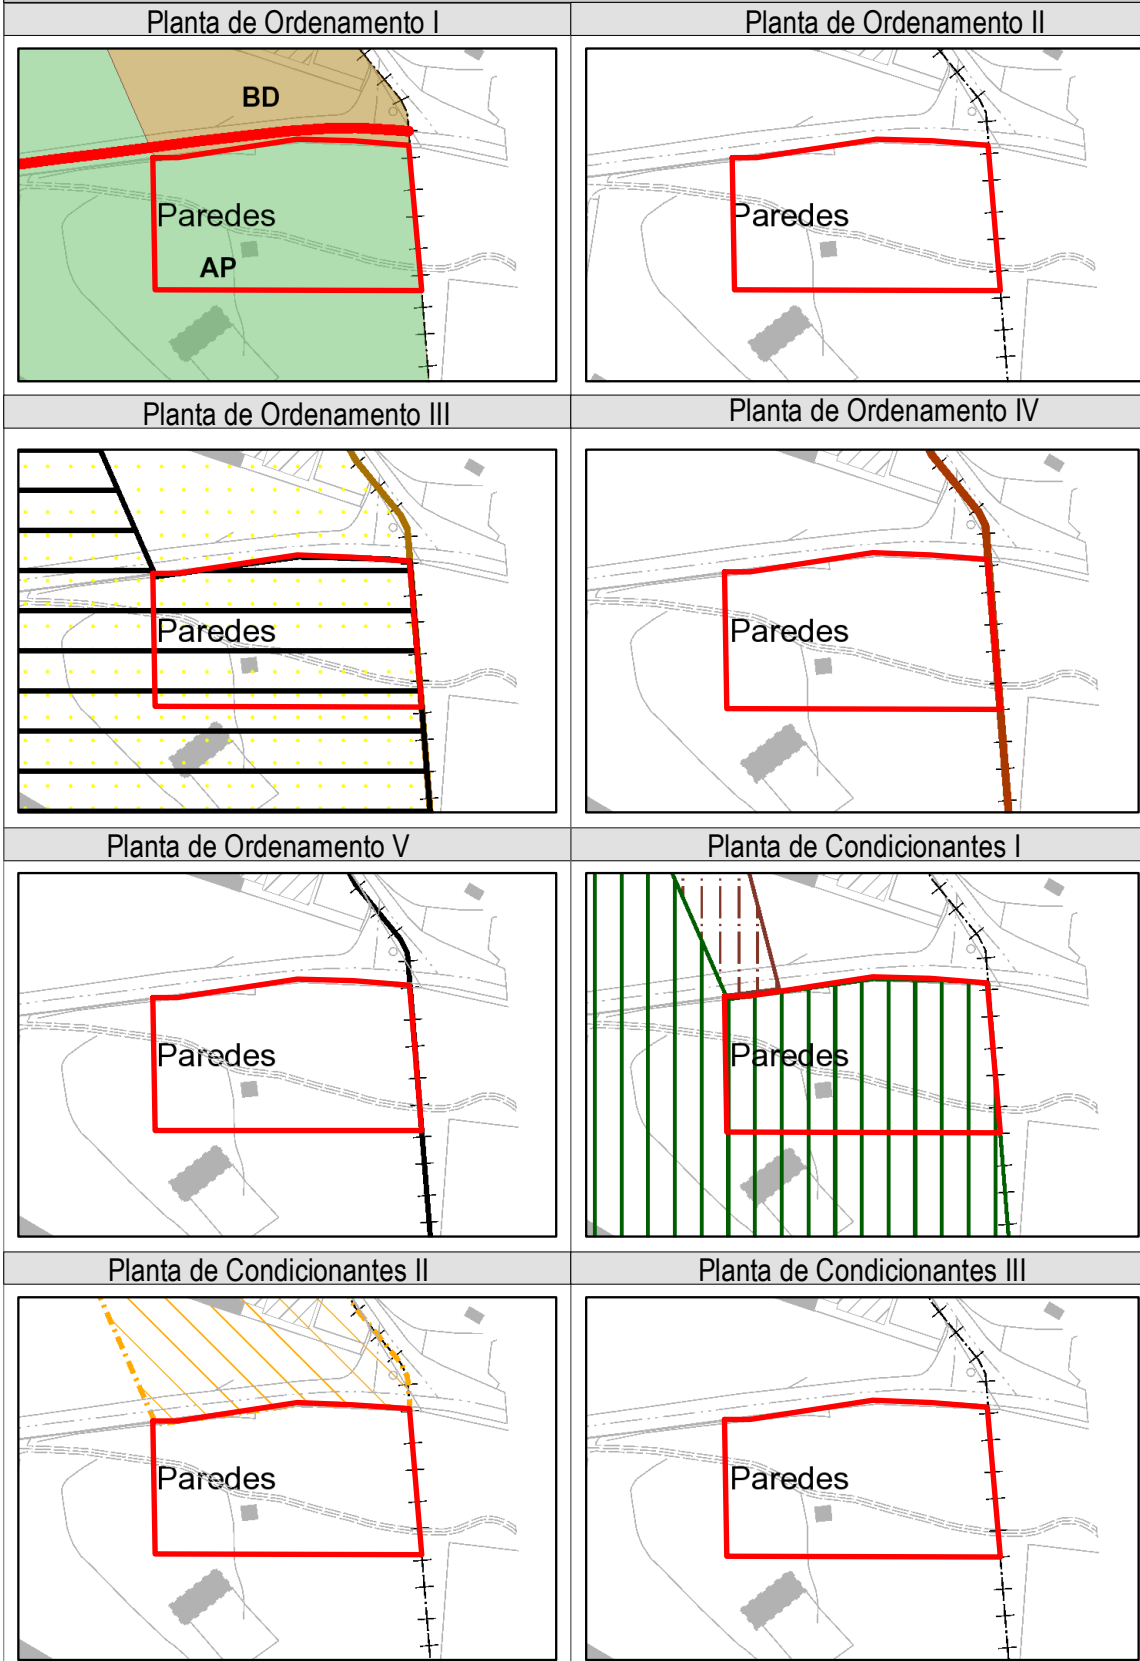 Planta de Ordenamento I
Planta de Ordenamento II
BD
Paredes
AP
Paredes
Planta de Ordenamento III
Planta de Ordenamento IV
Paredes
Paredes
Planta de Ordenamento V
Planta de Condicionantes I
Paredes
Paredes
Planta de Condicionantes II
Planta de Condicionantes III
Paredes
Paredes